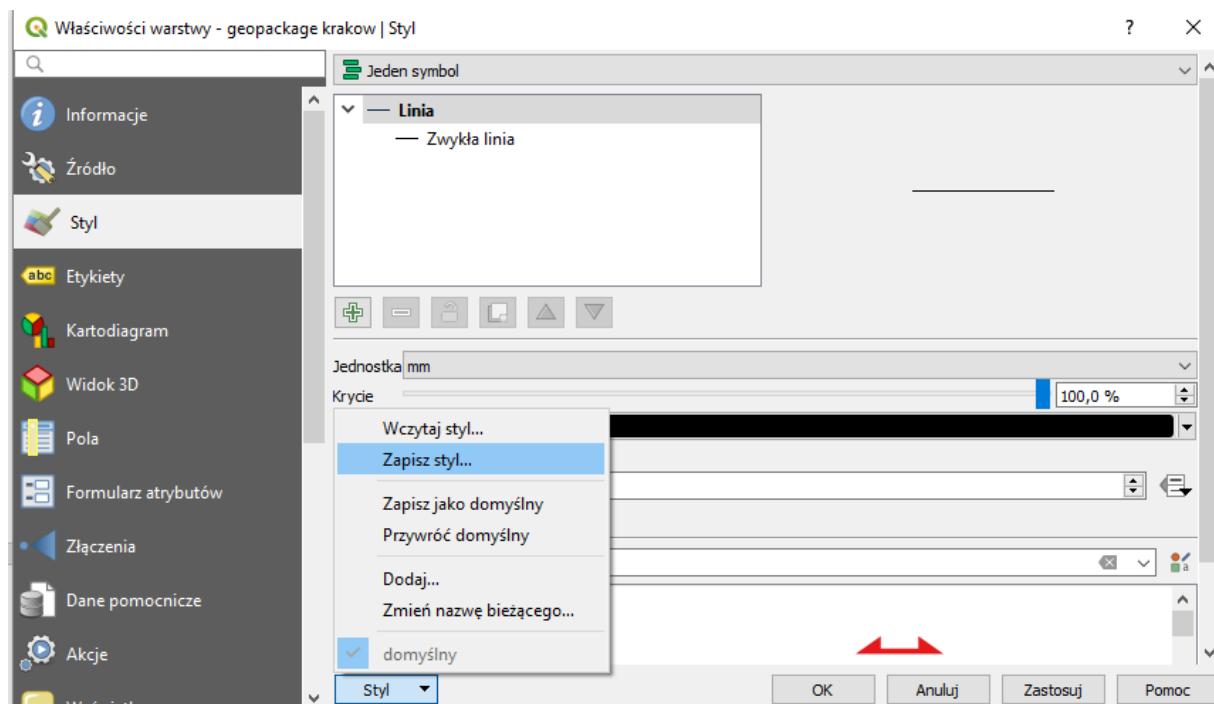 Właściwości warstwy - geopackage krakow | Styl
?
Jeden symbol
Informacje
Źródło
Styl
abc Etykiety
Kartodiagram
Widok 3D
Pola
Formularz atrybutów
Złączenia
Dane pomocnicze
Akcje
Linia
Zwykła linia
Jednostka mm
Krycie
100,0 %
Wczytaj styl...
Zapisz styl...
Zapisz jako domyślny
Przywróć domyślny
Dodaj...
Zmień nazwę bieżącego...
domyślny
Styl
OK
Anuluj
Zastosuj
Pomoc